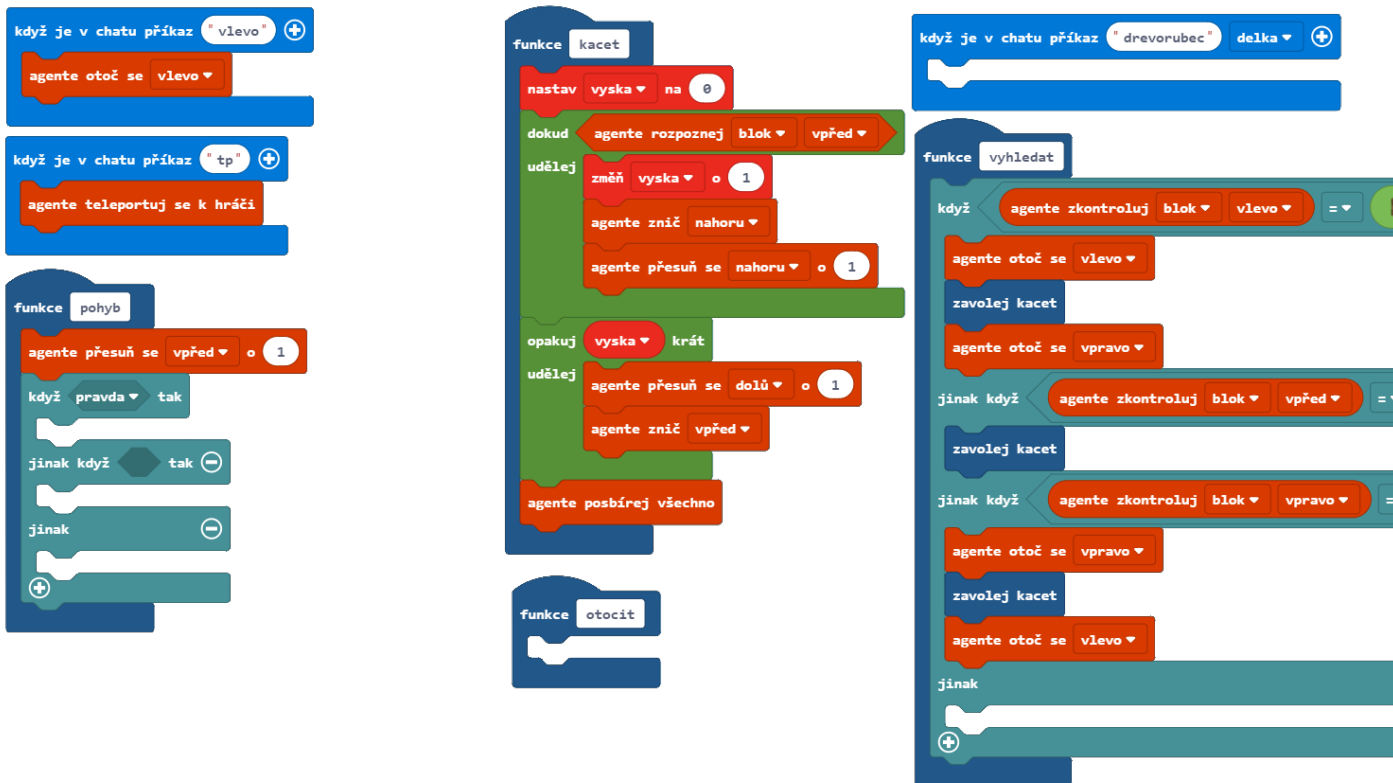 když je v chatu příkaz "vlevo"
agente otoč se vlevo
když je v chatu příkaz "tp"
agente teleportuj se k hráči
funkce pohyb
agente přesuň se vpřed o 1
když pravda tak
jinak když tak
jinak
funkce kacet
nastav vyska na 0
dokud agente rozpoznej blok vpřed
udělej
změň vyska o 1
agente znič nahoru
agente přesuň se nahoru o 1
opakuj vyska krát
udělej
agente přesuň se dolů o 1
agente znič vpřed
agente posbírej všechno
funkce otocit
když je v chatu příkaz "drevorubec" delka
funkce vyhledat
když agente zkontroluj blok vlevo =
agente otoč se vlevo
zavolej kacet
agente otoč se vpravo
jinak když agente zkontroluj blok vpřed =
zavolej kacet
jinak když agente zkontroluj blok vpravo =
agente otoč se vpravo
zavolej kacet
agente otoč se vlevo
jinak